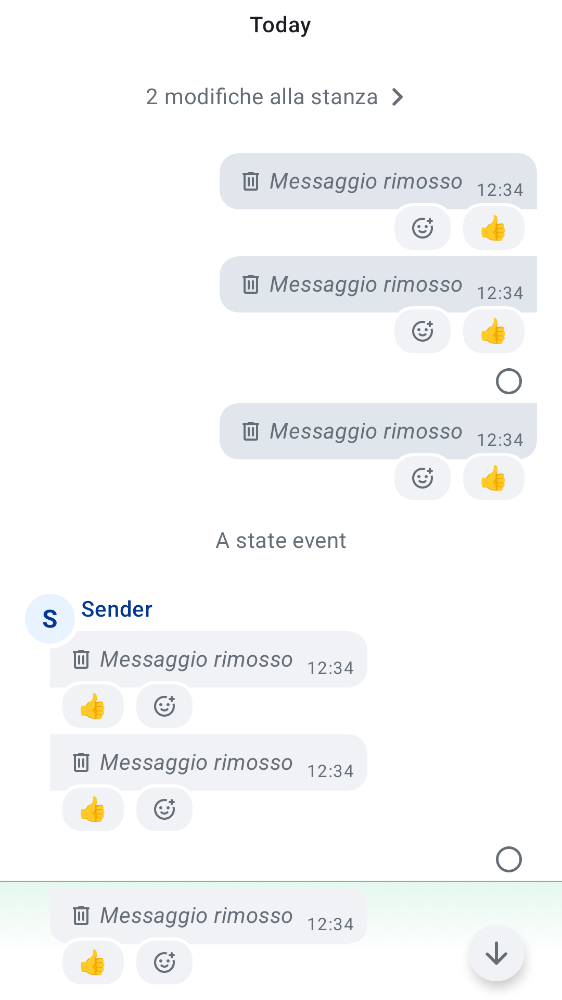 Today
2 modifiche alla stanza
Messaggio rimosso 12:34
👍
Messaggio rimosso 12:34
👍
Messaggio rimosso 12:34
👍
A state event
S Sender
Messaggio rimosso 12:34
👍
Messaggio rimosso 12:34
👍
Messaggio rimosso 12:34
👍